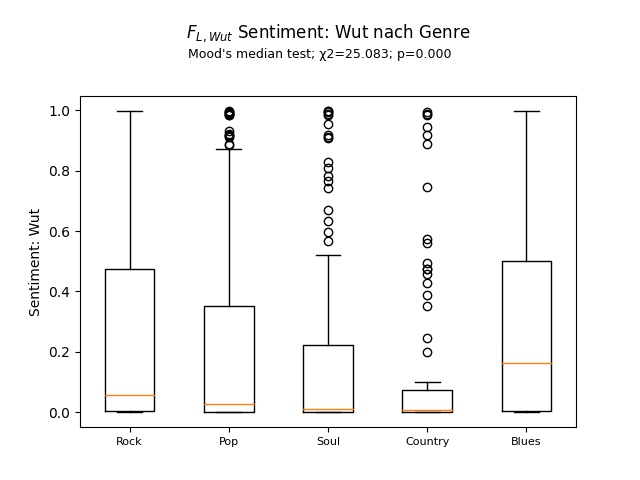 F_L,Wut Sentiment: Wut nach Genre
Mood's median test; χ2=25.083; p=0.000
1.0
0.8
0.6
0.4
0.2
0.0
Sentiment: Wut
Rock Pop Soul Country Blues